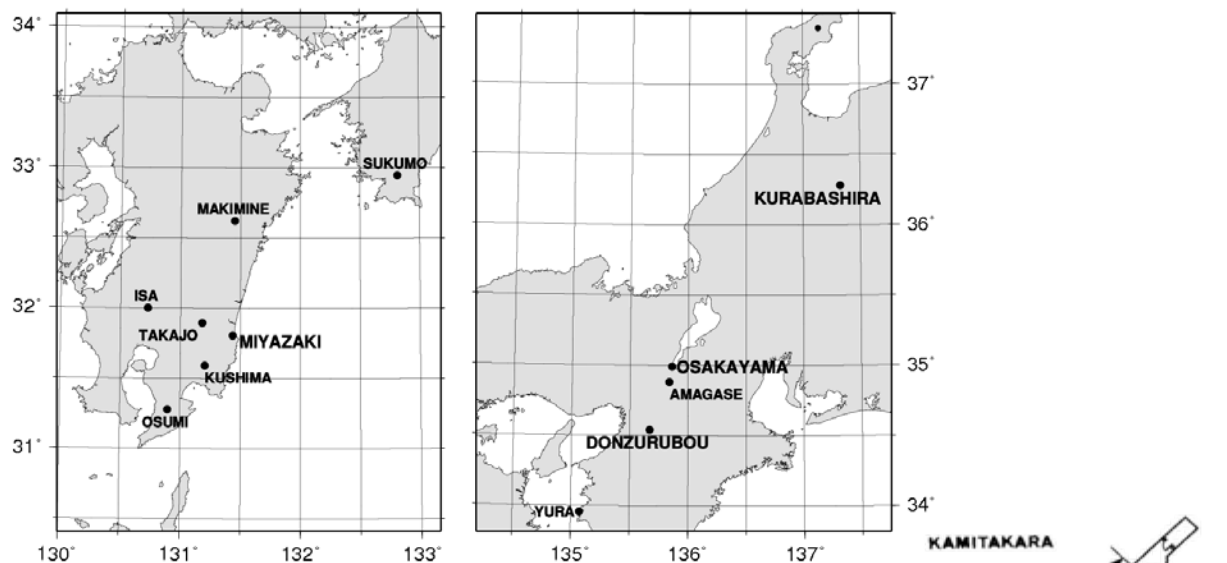 34°
33°
32°
31°
130°
131°
132°
133°
SUKUMO
MAKIMINE
ISA
TAKAJO
MIYAZAKI
KUSHIMA
OSUMI
37°
36°
35°
34°
135°
136°
137°
KURABASHIRA
OSAKAYAMA
AMAGASE
DONZURUBOU
YURA
KAMITAKARA